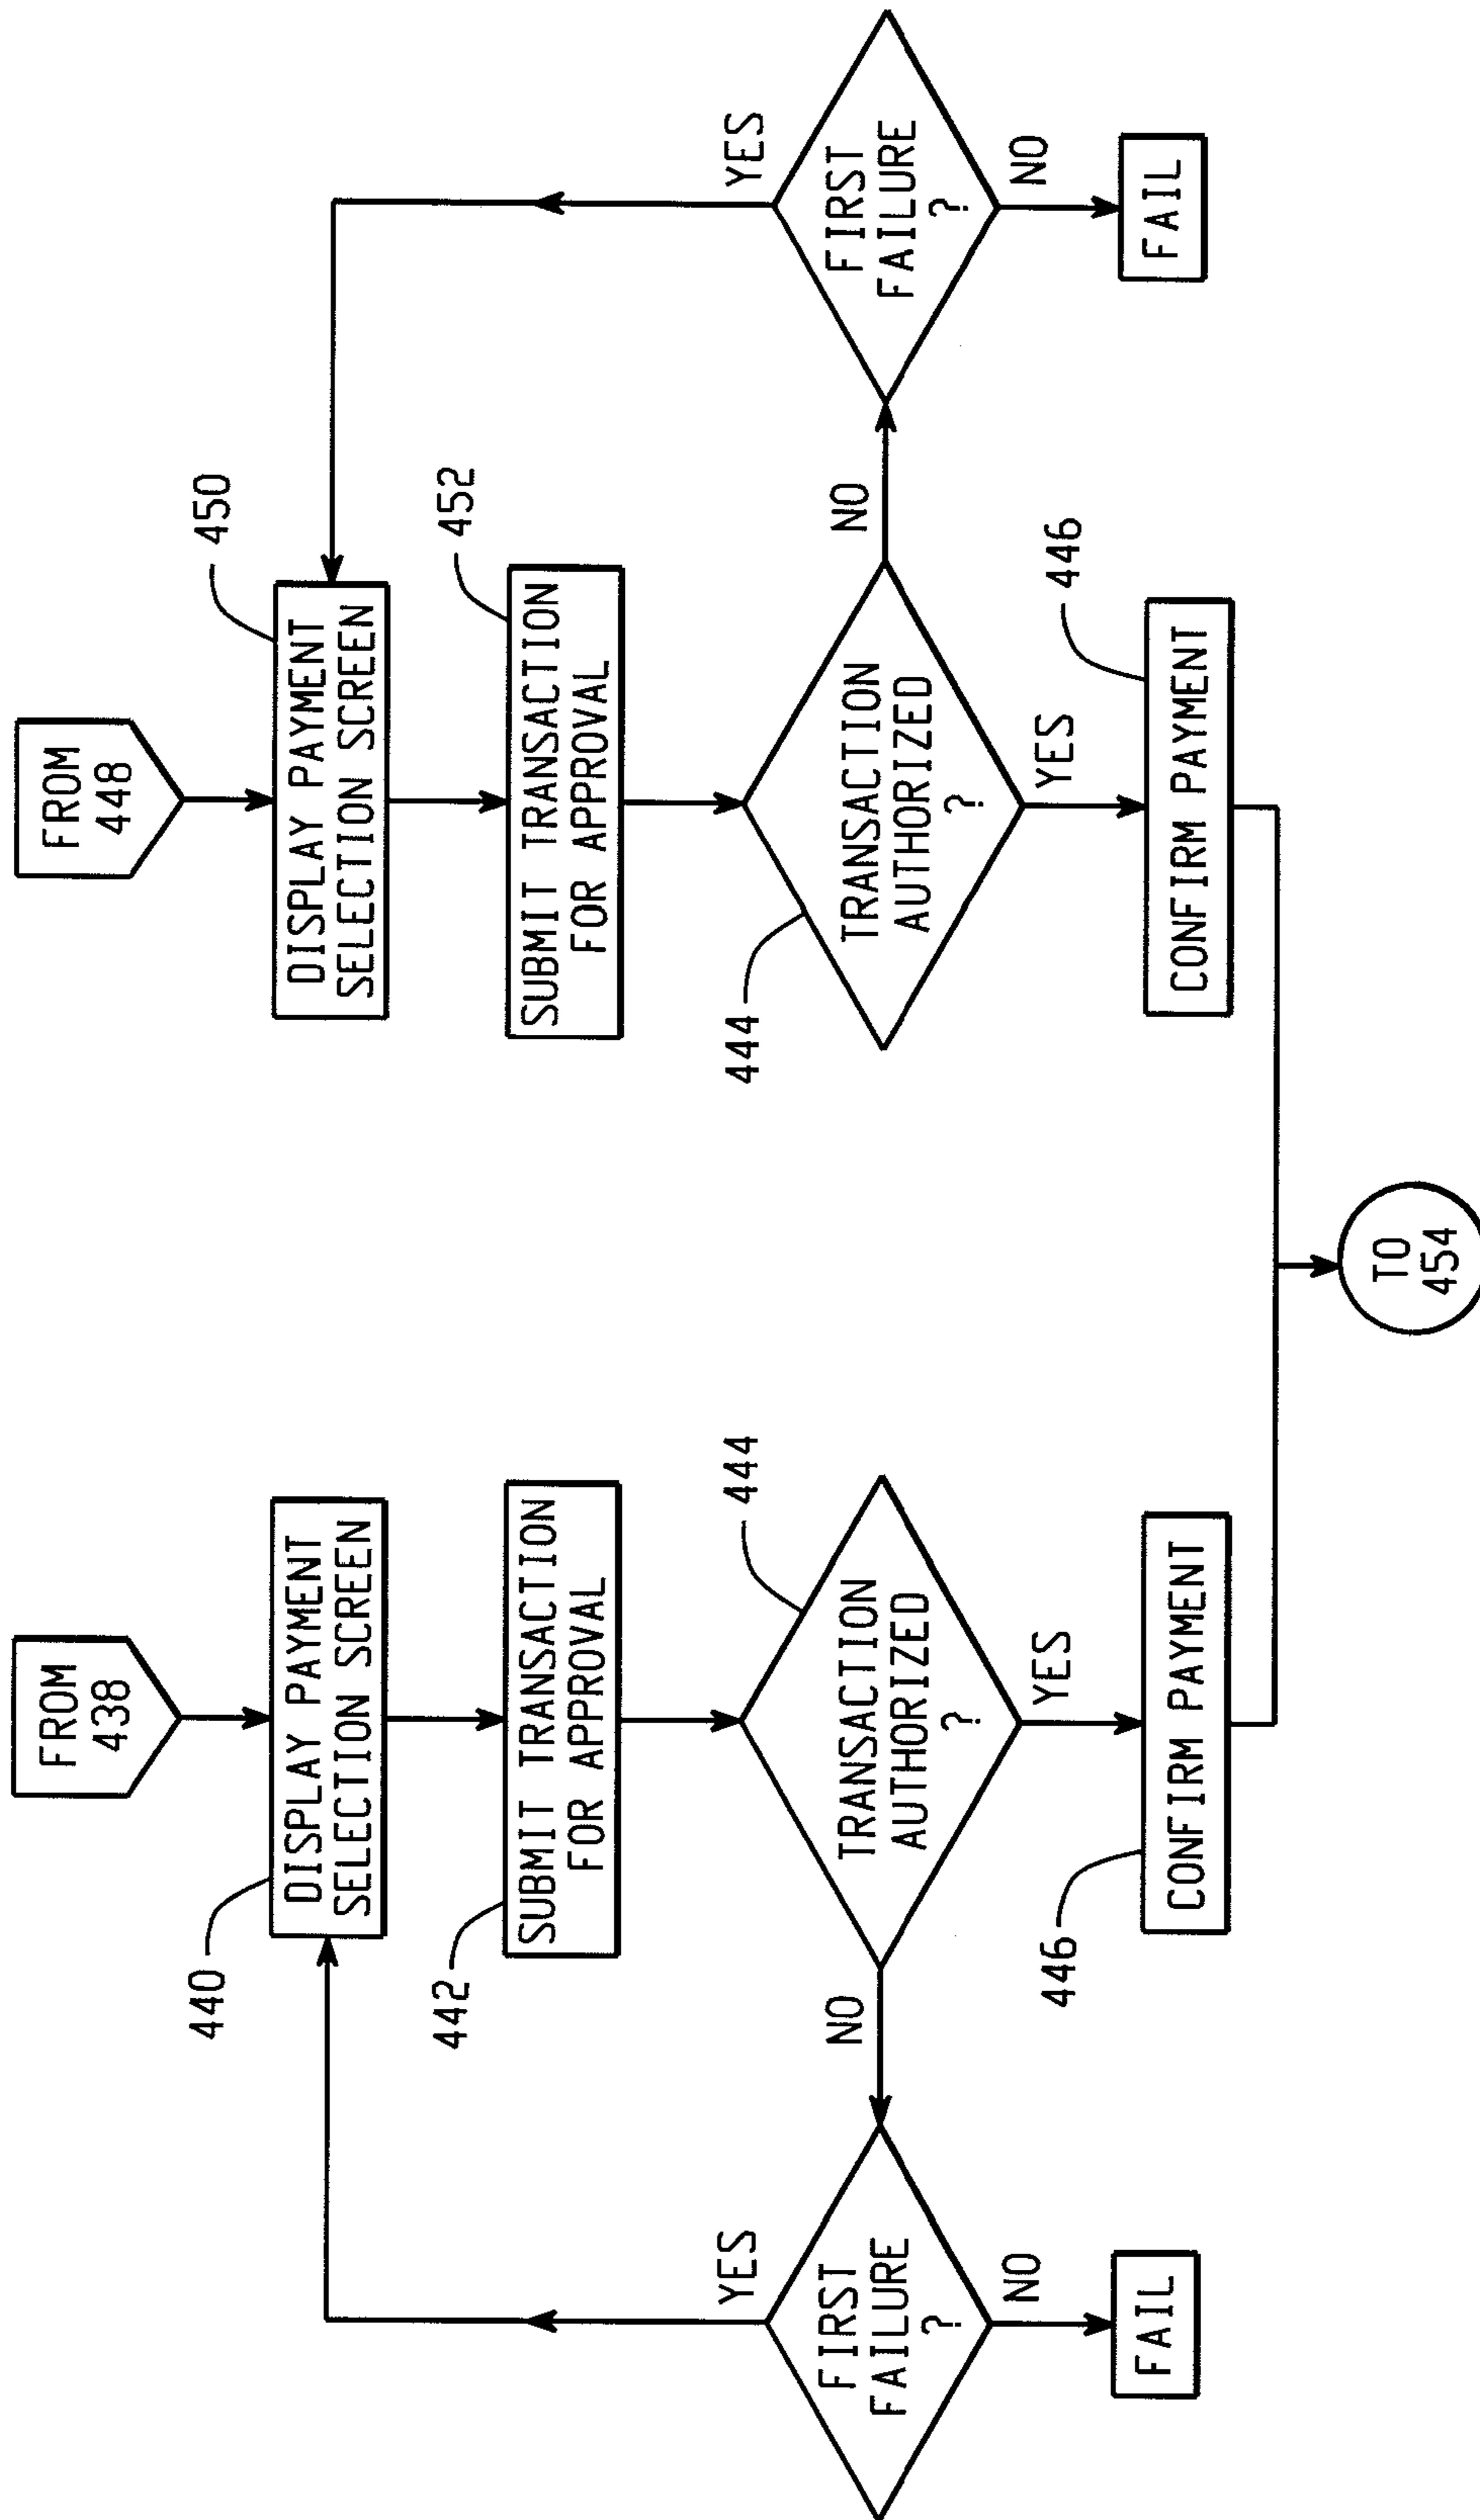 FROM
438
440
DISPLAY PAYMENT
SELECTION SCREEN
442
SUBMIT TRANSACTION
FOR APPROVAL
444
TRANSACTION
AUTHORIZED
?
NO
YES
FIRST
FAILURE
?
YES
NO
FAIL
446
CONFIRM PAYMENT
FROM
448
450
DISPLAY PAYMENT
SELECTION SCREEN
452
SUBMIT TRANSACTION
FOR APPROVAL
444
TRANSACTION
AUTHORIZED
?
NO
YES
FIRST
FAILURE
?
YES
NO
FAIL
446
CONFIRM PAYMENT
TO
454